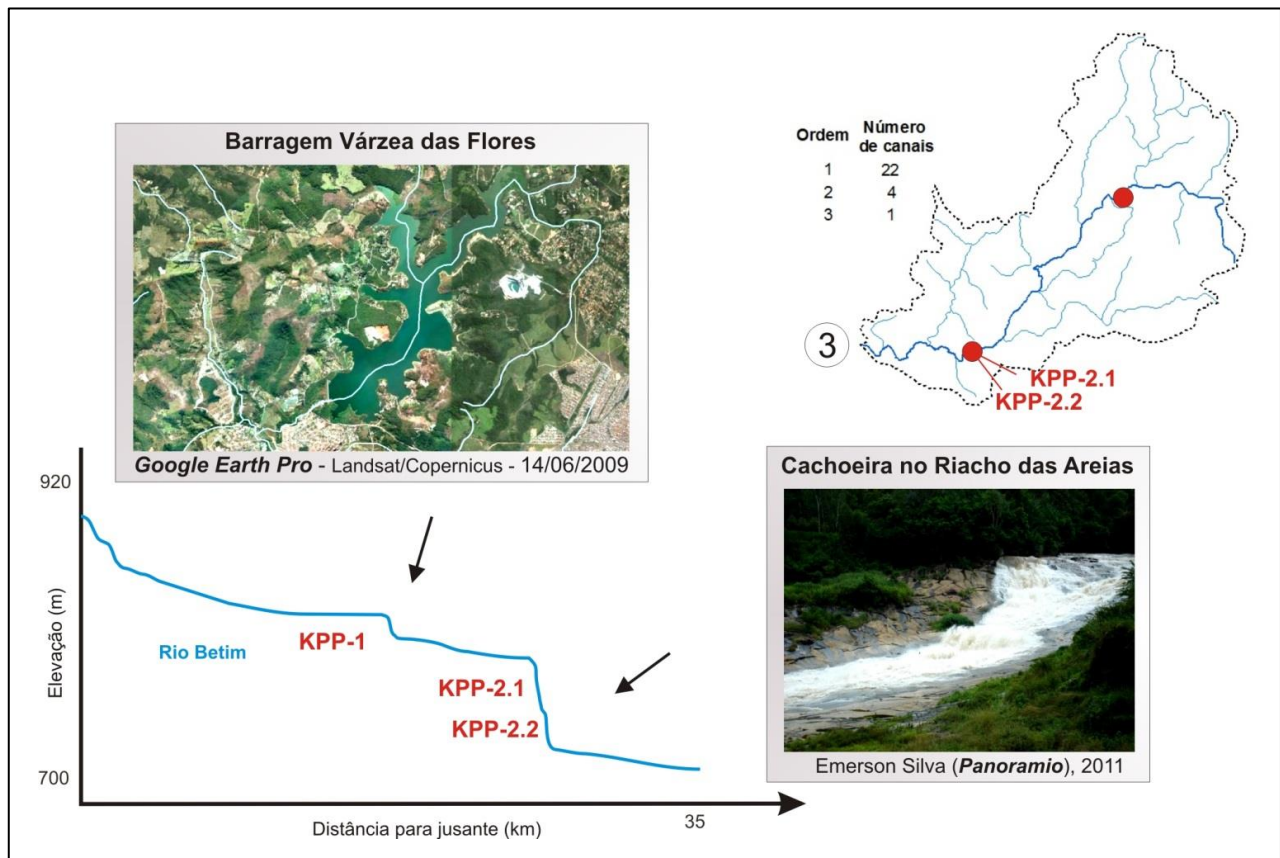 Barragem Várzea das Flores
Google Earth Pro - Landsat/Copernicus - 14/06/2009
Ordem Número de canais
1 22
2 4
3 1
3
KPP-2.1
KPP-2.2
920
Elevação (m)
700
Rio Betim
KPP-1
KPP-2.1
KPP-2.2
Distância para jusante (km)
35
Cachoeira no Riacho das Areias
Emerson Silva (Panoramio), 2011